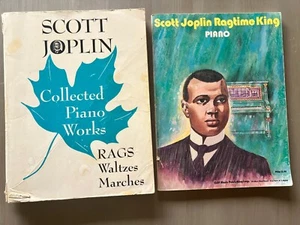 SCOTT
JOPLIN
Collected
Piano
Works
RAGS
Waltzes
Marches
Scott Joplin Ragtime King
PIANO